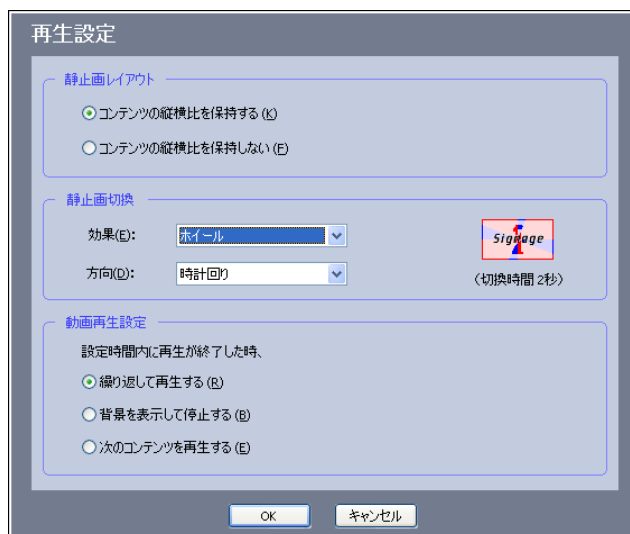 再生設定
静止画レイアウト
コンテンツの縦横比を保持する(K)
コンテンツの縦横比を保持しない(F)
静止画切換
効果(E):
ホイール
Signage
方向(D):
時計回り
(切換時間 2秒)
動画再生設定
設定時間内に再生が終了した時、
繰り返して再生する(R)
背景を表示して停止する(B)
次のコンテンツを再生する(E)
OK
キャンセル